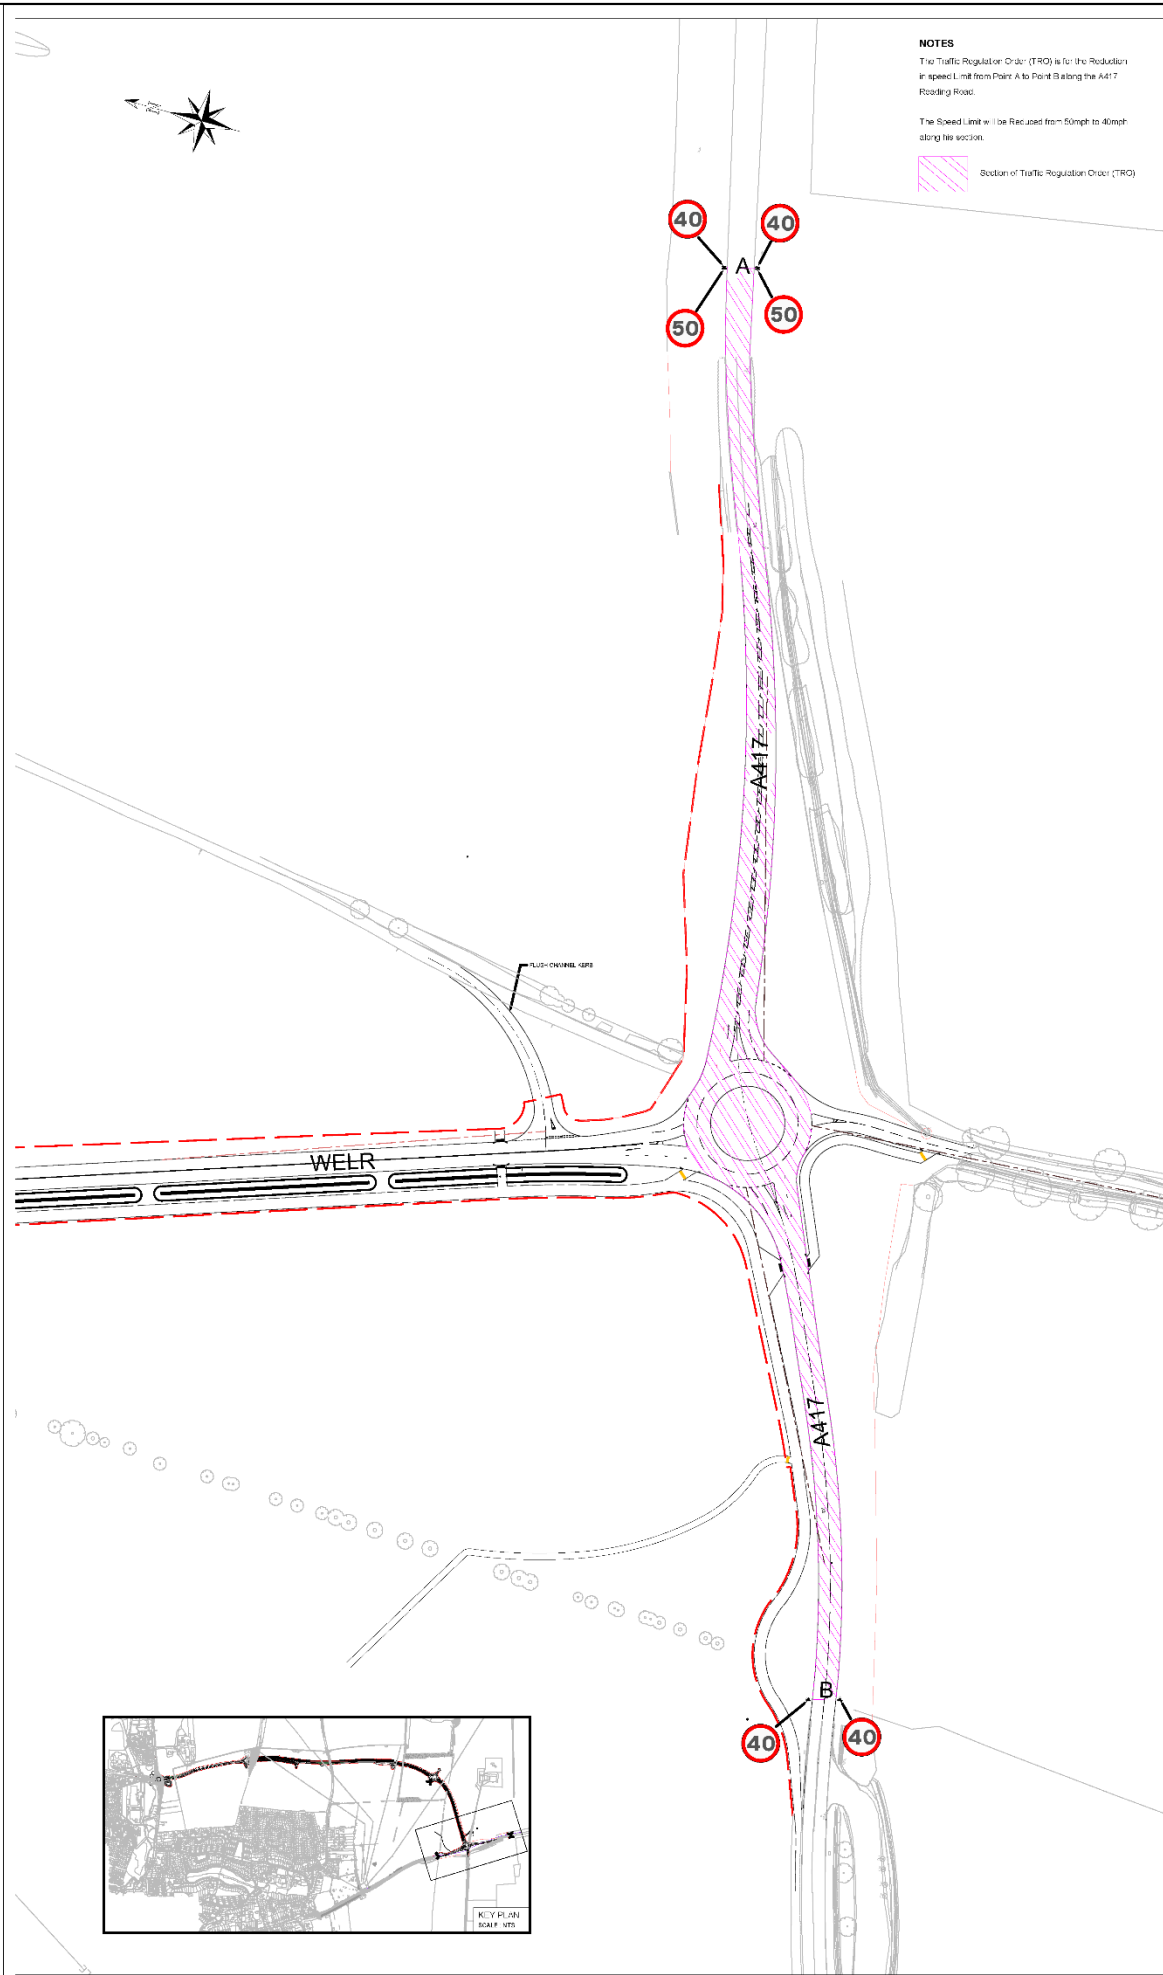 NOTES
The Traffic Regulation Order (TRO) is for the Reduction
in speed Limit from Point A to Point B along the A417
Reading Road.
The Speed Limit will be Reduced from 50mph to 40mph
along his section.
Section of Traffic Regulation Order (TRO)
N
40
40
A
50
50
A417
FLUSH CHANNEL KERB
WELR
A417
B
40
40
KEY PLAN
SCALE: NTS